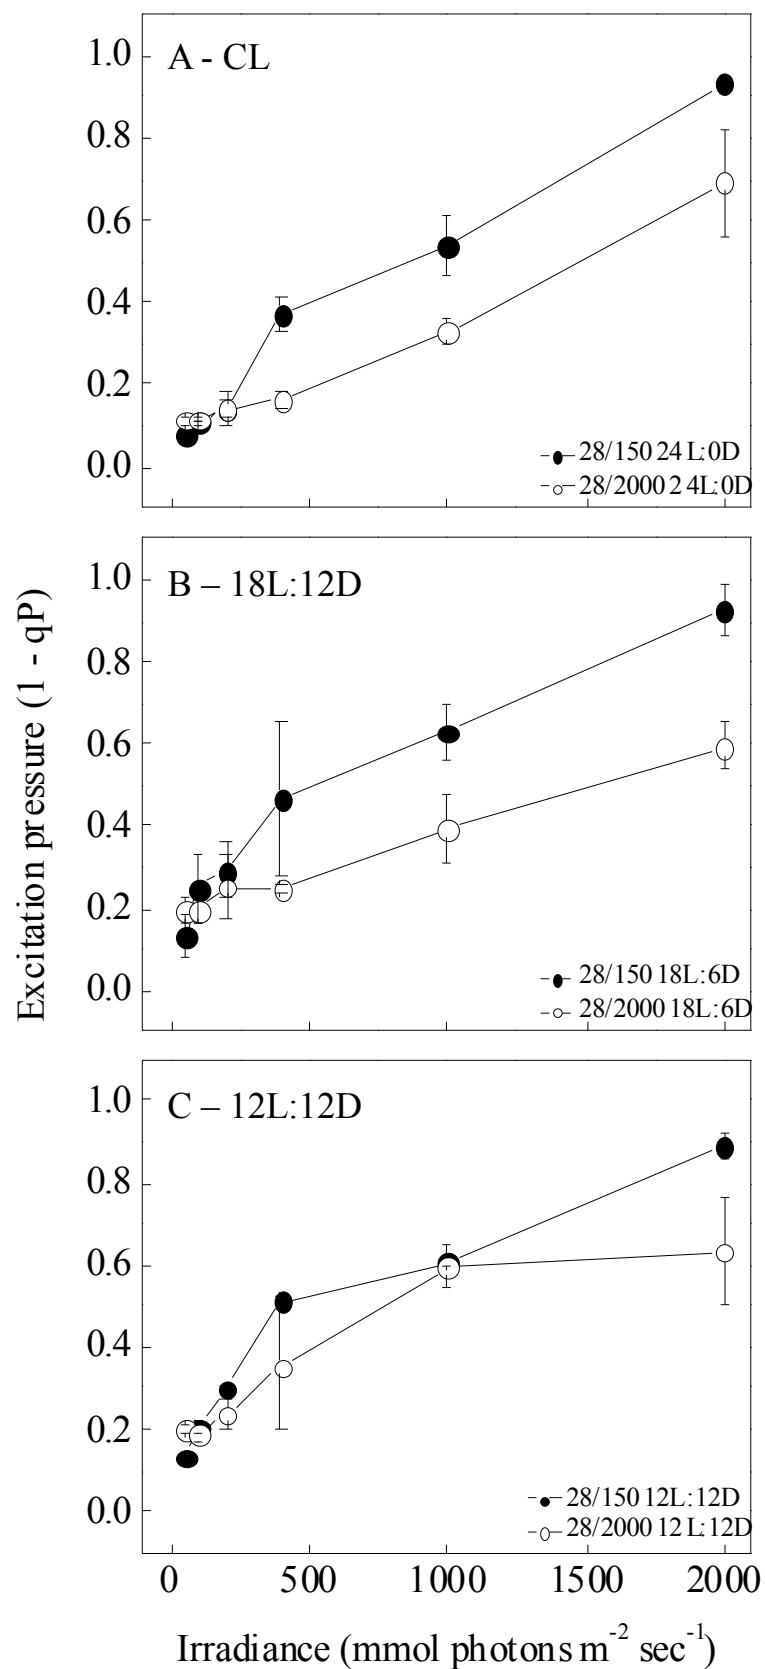 A - CL
1.0
0.8
0.6
0.4
0.2
0.0
28/150 24L:0D
28/2000 24L:0D
Excitation pressure (1 - qP)
B – 18L:12D
1.0
0.8
0.6
0.4
0.2
0.0
28/150 18L:6D
28/2000 18L:6D
C – 12L:12D
1.0
0.8
0.6
0.4
0.2
0.0
28/150 12L:12D
28/2000 12L:12D
0 500 1000 1500 2000
Irradiance (mmol photons m⁻² sec⁻¹)